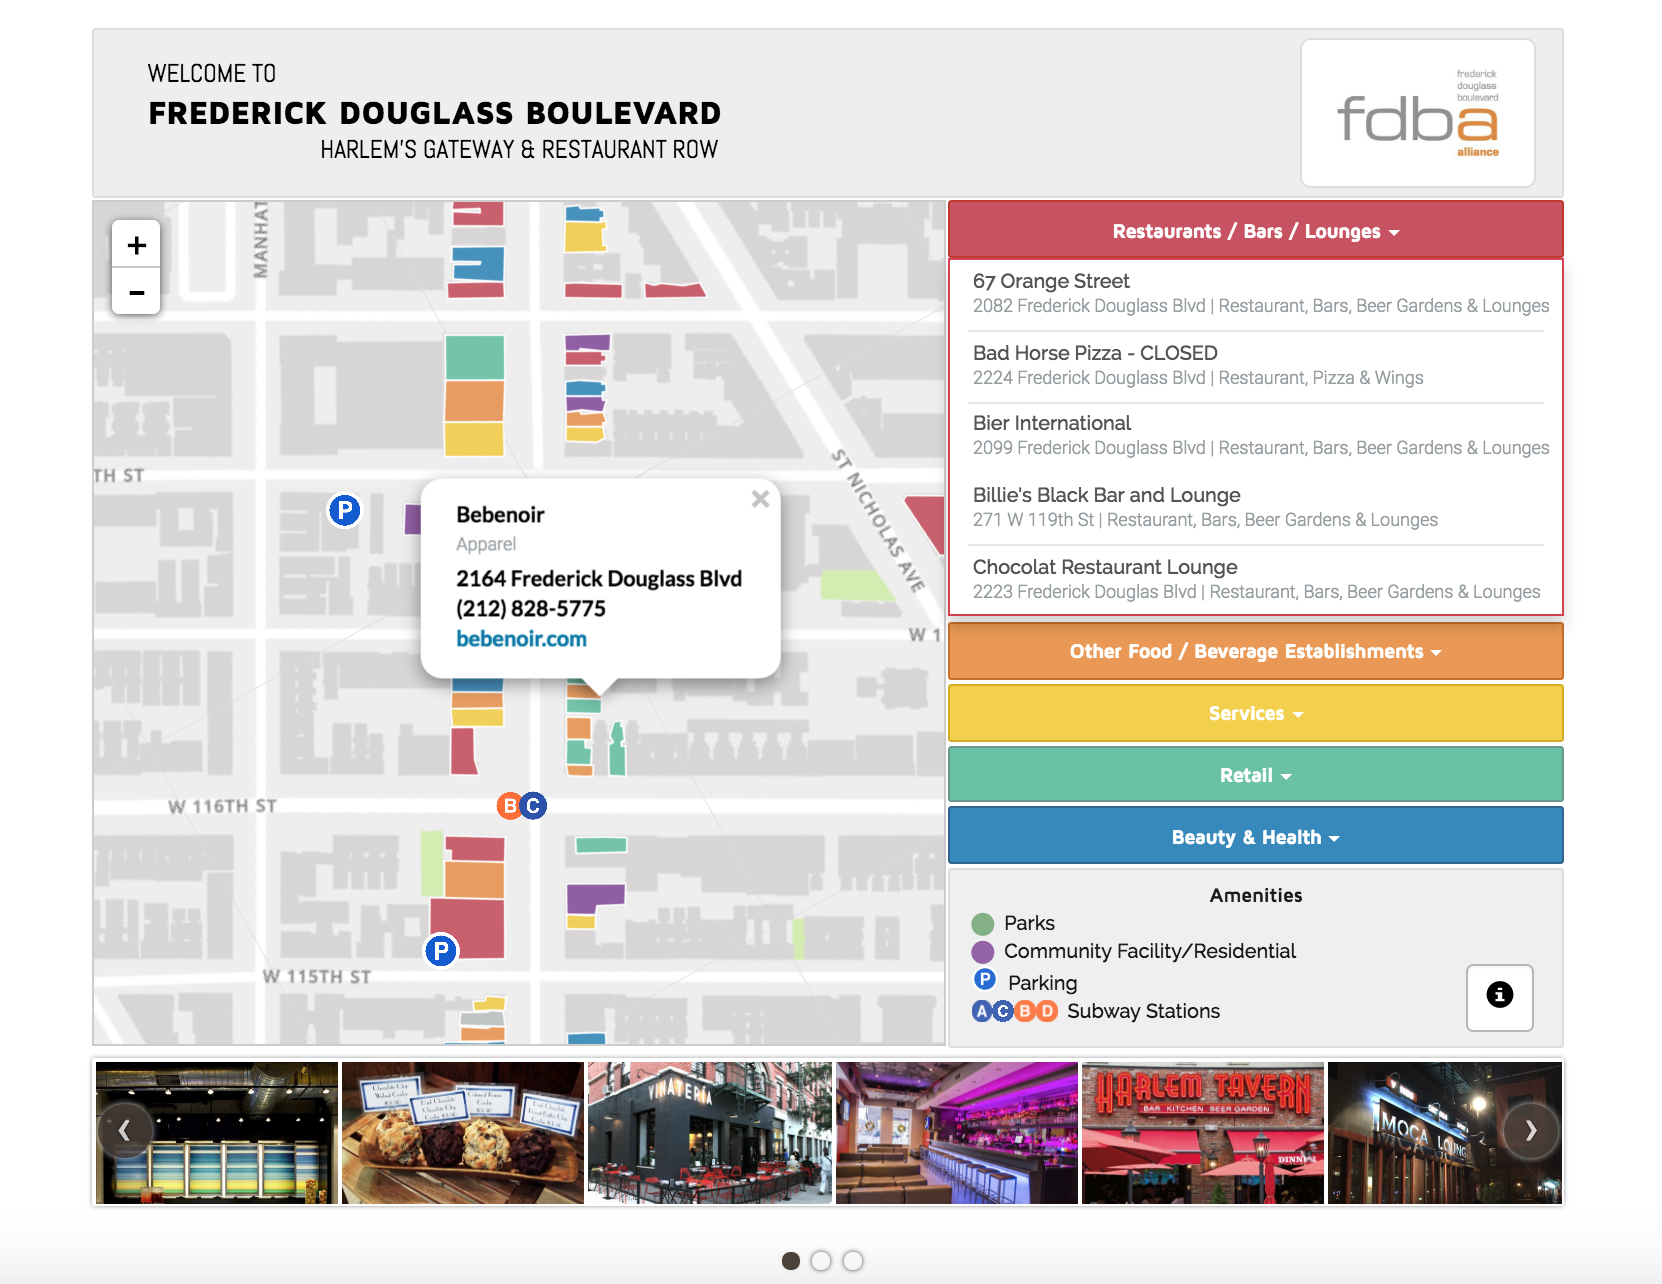 WELCOME TO
FREDERICK DOUGLASS BOULEVARD
HARLEM'S GATEWAY & RESTAURANT ROW
frederick
douglass
boulevard
fdba
alliance
+
−
MANHAT
TH ST
P
ST NICHOLAS AVE
W 1
Bebenoir
Apparel
2164 Frederick Douglass Blvd
(212) 828-5775
bebenoir.com
×
W 116TH ST
B C
P
W 115TH ST
Restaurants / Bars / Lounges
67 Orange Street
2082 Frederick Douglass Blvd | Restaurant, Bars, Beer Gardens & Lounges
Bad Horse Pizza - CLOSED
2224 Frederick Douglass Blvd | Restaurant, Pizza & Wings
Bier International
2099 Frederick Douglass Blvd | Restaurant, Bars, Beer Gardens & Lounges
Billie's Black Bar and Lounge
271 W 119th St | Restaurant, Bars, Beer Gardens & Lounges
Chocolat Restaurant Lounge
2223 Frederick Douglas Blvd | Restaurant, Bars, Beer Gardens & Lounges
Other Food / Beverage Establishments
Services
Retail
Beauty & Health
Amenities
Parks
Community Facility/Residential
P Parking
A C B D Subway Stations
VINATERÍA
HARLEM TAVERN
BAR KITCHEN BEER GARDEN
MOCA LOUNG